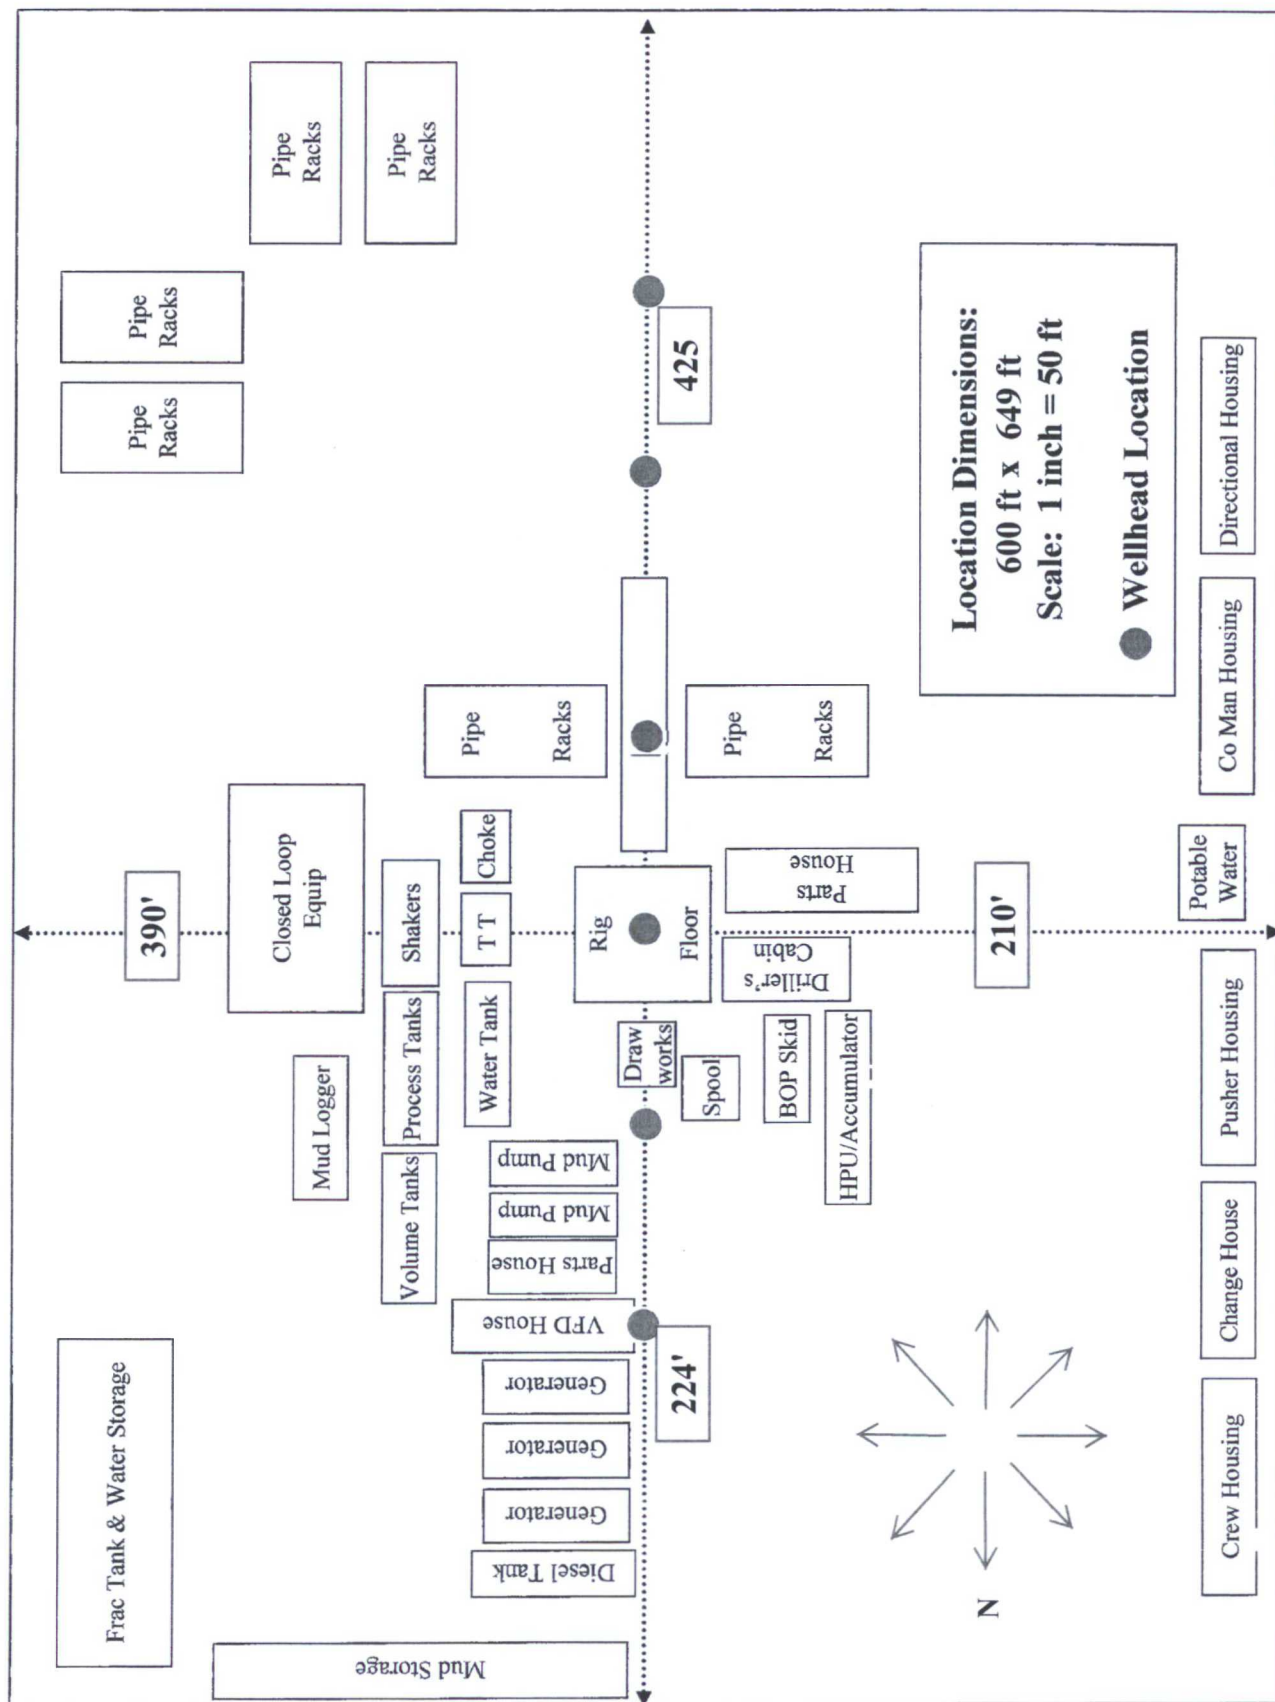 Frac Tank & Water Storage
Mud Storage
Diesel Tank
Generator
Generator
Generator
VFD House
Parts House
Mud Pump
Mud Pump
Volume Tanks
Process Tanks
Shakers
Mud Logger
Closed Loop
Equip
390'
Water Tank
T T
Choke
Pipe
Racks
Pipe
Racks
Pipe
Racks
Pipe
Racks
Pipe
Racks
Pipe
Racks
224'
Draw
works
Spool
BOP Skid
HPU/Accumulator
Rig
Floor
Driller's
Cabin
Parts
House
425
210'
N
Location Dimensions:
600 ft x 649 ft
Scale: 1 inch = 50 ft
Wellhead Location
Crew Housing
Change House
Pusher Housing
Potable
Water
Co Man Housing
Directional Housing